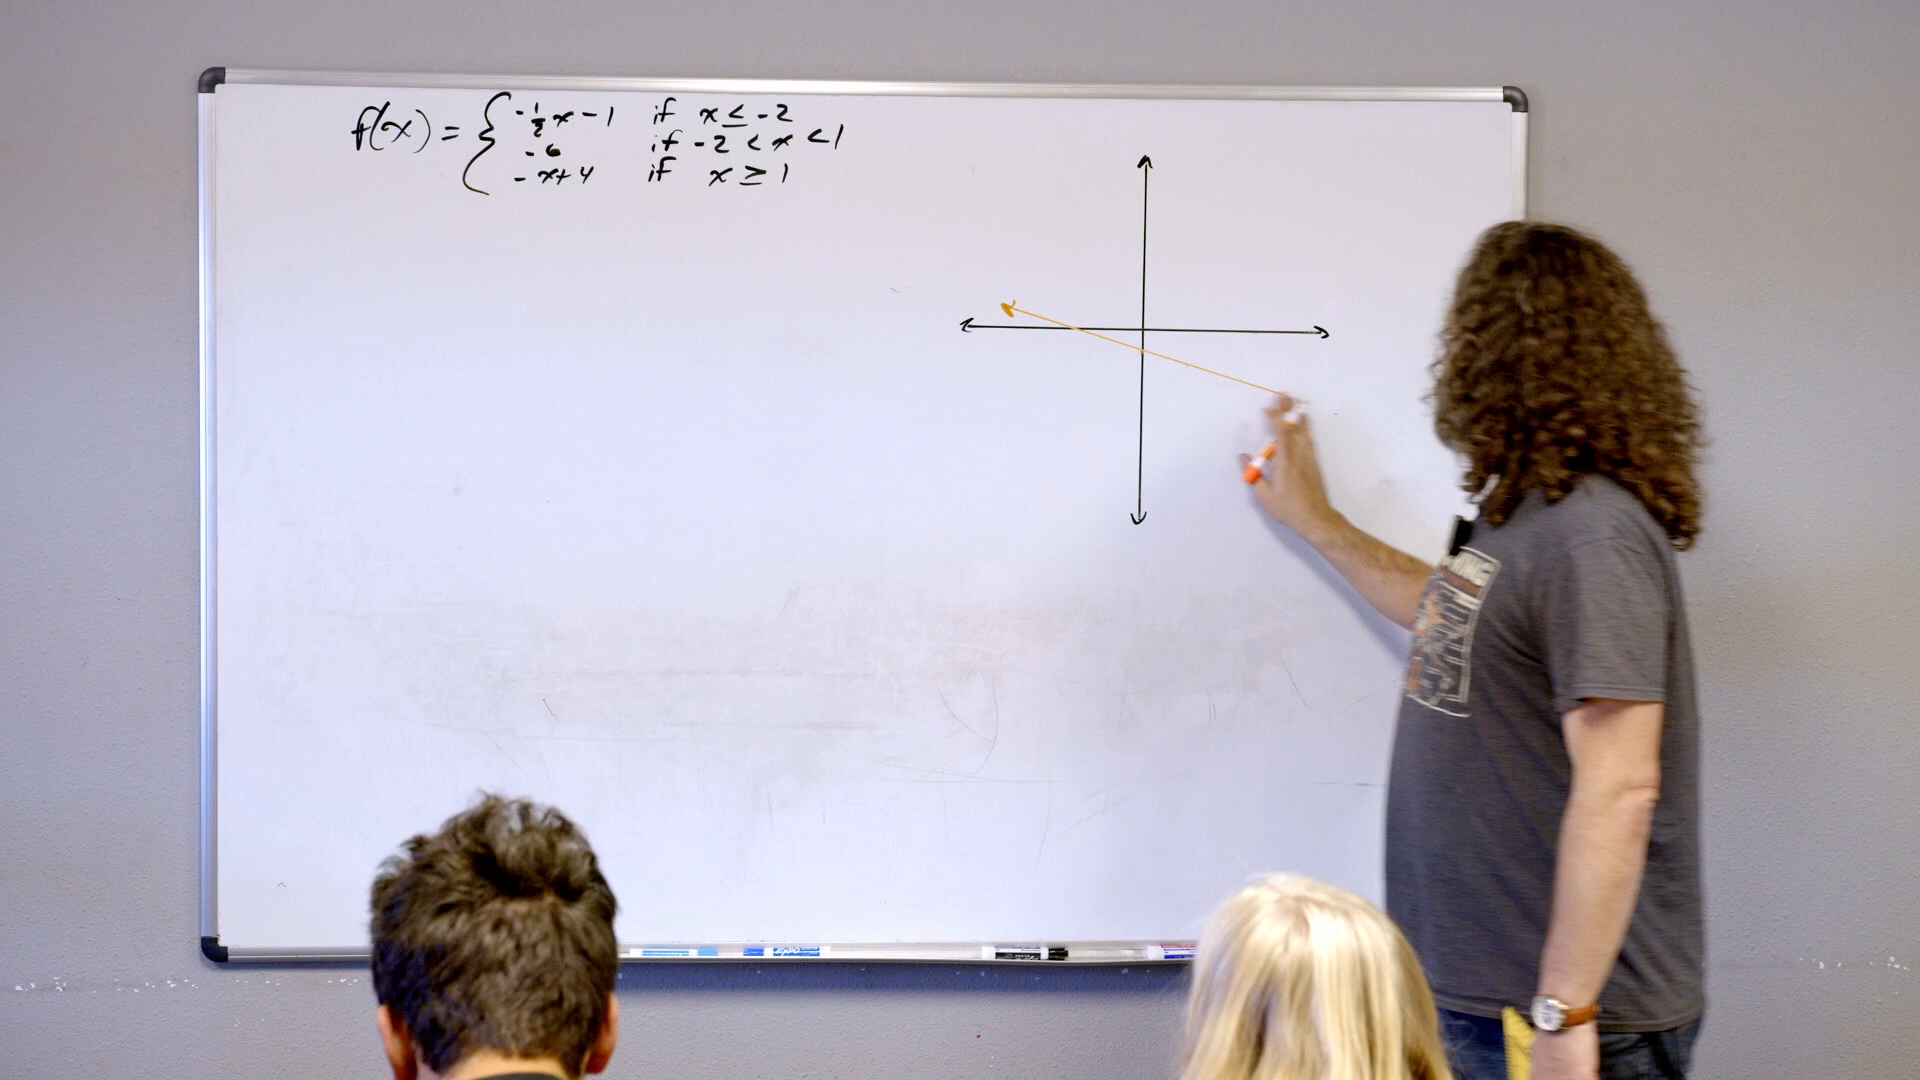 f(x) = { -1/2x - 1 if x ≤ -2
-6 if -2 < x < 1
-x+4 if x ≥ 1